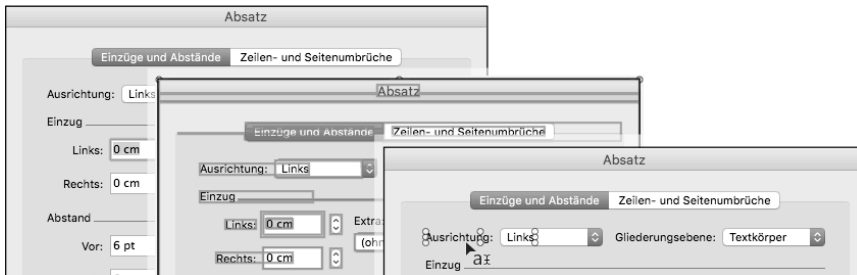 Absatz
Einzüge und Abstände Zeilen- und Seitenumbrüche
Ausrichtung: Links
Einzug
Links: 0 cm
Rechts: 0 cm
Abstand
Vor: 6 pt
Absatz
Einzüge und Abstände Zeilen- und Seitenumbrüche
Ausrichtung: Links
Einzug
Links: 0 cm
Rechts: 0 cm
Absatz
Einzüge und Abstände Zeilen- und Seitenumbrüche
Ausrichtung: Links Gliederungsebene: Textkörper
Einzug